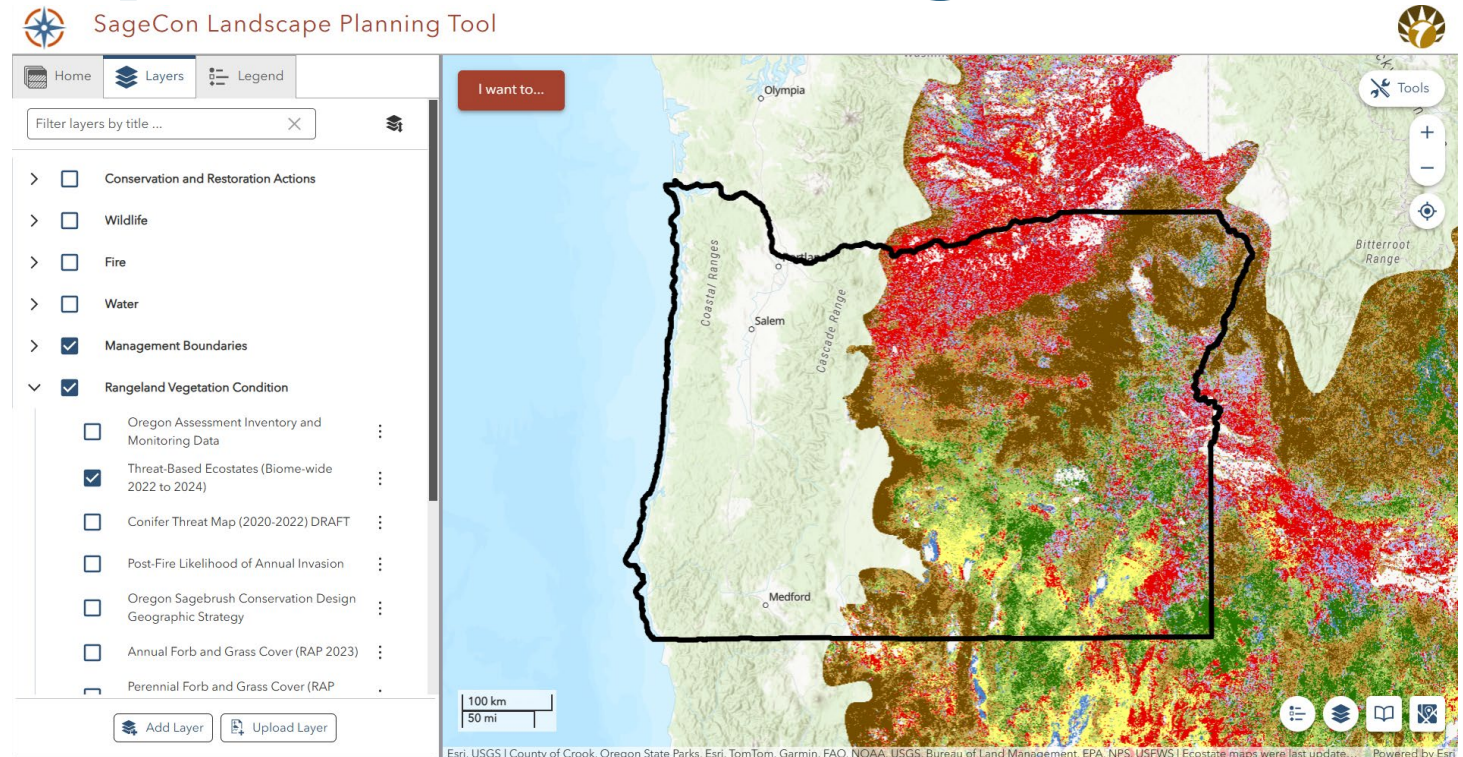 SageCon Landscape Planning Tool
Home
Layers
Legend
Filter layers by title ...
Conservation and Restoration Actions
Wildlife
Fire
Water
Management Boundaries
Rangeland Vegetation Condition
Oregon Assessment Inventory and
Monitoring Data
Threat-Based Ecostates (Biome-wide
2022 to 2024)
Conifer Threat Map (2020-2022) DRAFT
Post-Fire Likelihood of Annual Invasion
Oregon Sagebrush Conservation Design
Geographic Strategy
Annual Forb and Grass Cover (RAP 2023)
Perennial Forb and Grass Cover (RAP
Add Layer
Upload Layer
I want to...
Tools
Olympia
Portland
Salem
Medford
Coastal Ranges
Cascade Range
Bitterroot
Range
100 km
50 mi
Esri, USGS | County of Crook, Oregon State Parks, Esri, TomTom, Garmin, FAO, NOAA, USGS, Bureau of Land Management, EPA, NPS, USFWS | Ecostate maps were last update... Powered by Esri